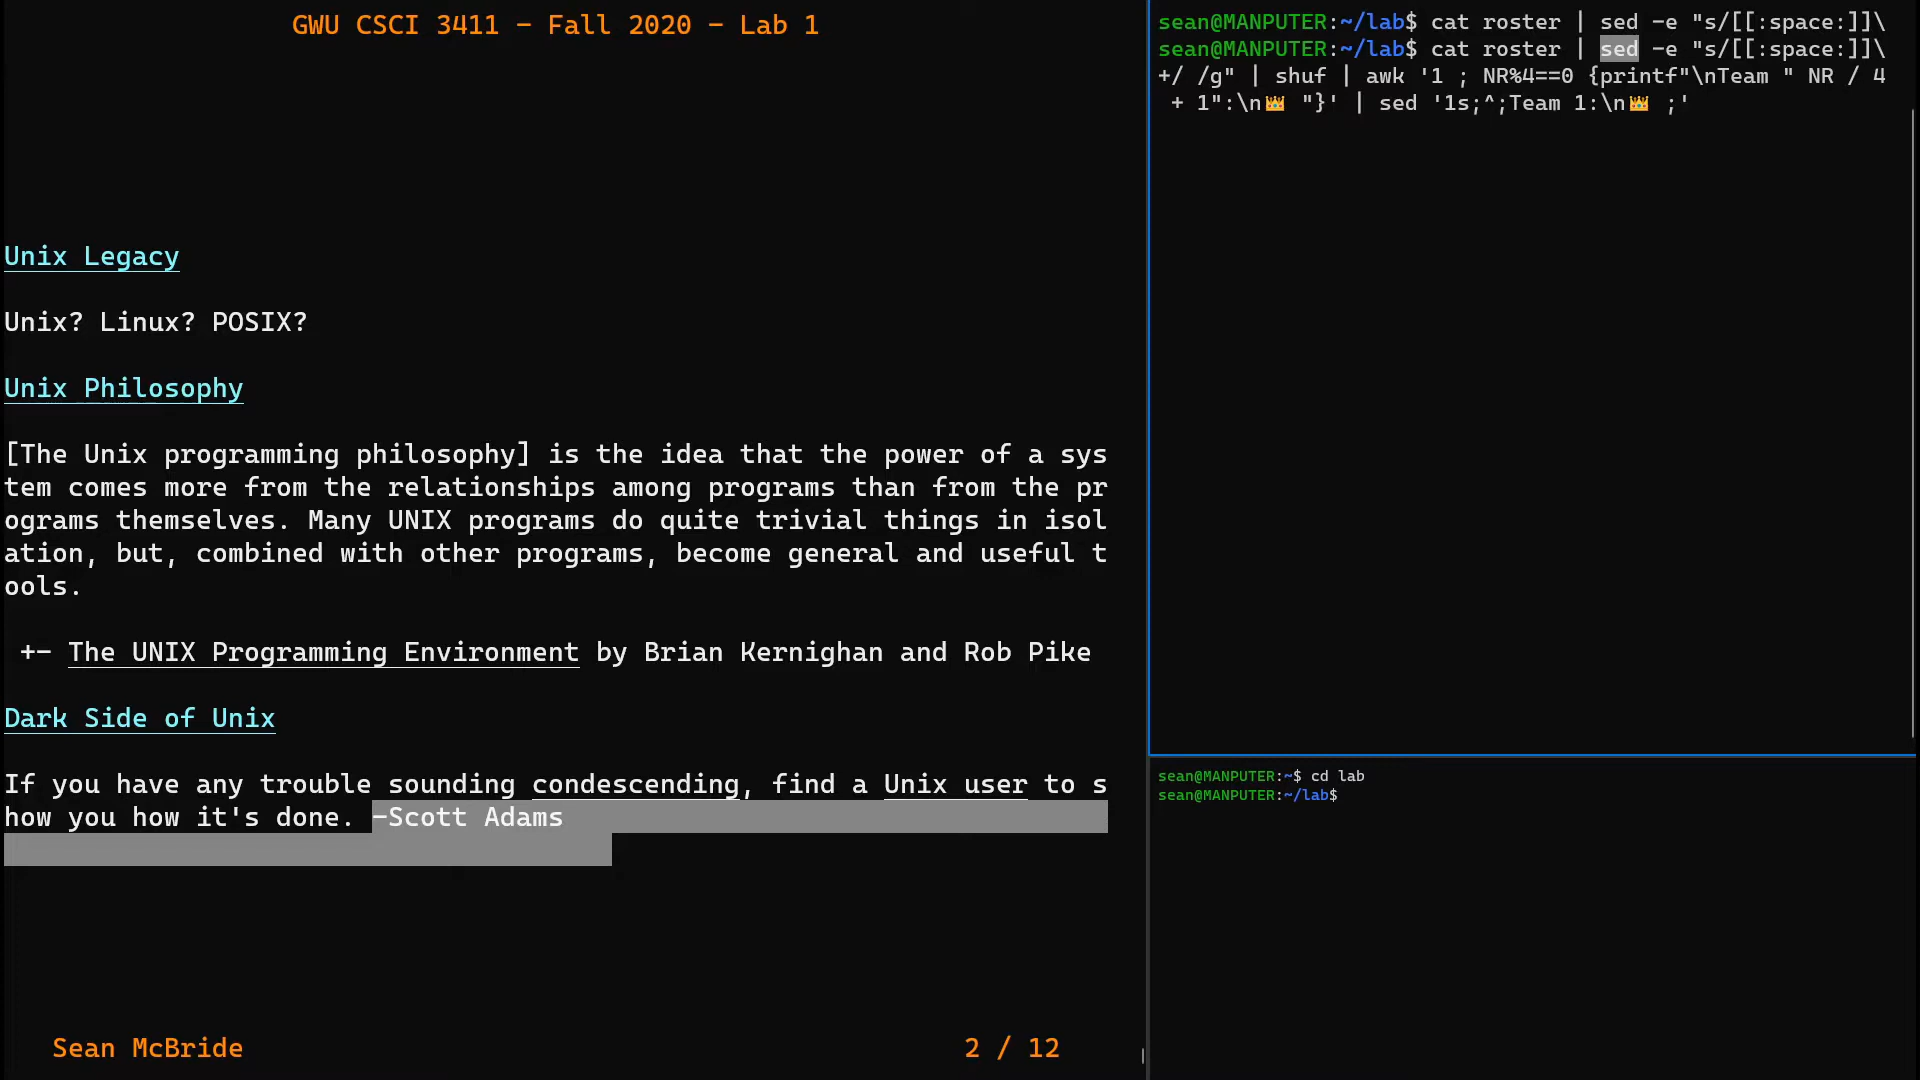 GWU CSCI 3411 - Fall 2020 - Lab 1
Unix Legacy
Unix? Linux? POSIX?
Unix Philosophy
[The Unix programming philosophy] is the idea that the power of a sys
tem comes more from the relationships among programs than from the pr
ograms themselves. Many UNIX programs do quite trivial things in isol
ation, but, combined with other programs, become general and useful t
ools.
+- The UNIX Programming Environment by Brian Kernighan and Rob Pike
Dark Side of Unix
If you have any trouble sounding condescending, find a Unix user to s
how you how it's done. -Scott Adams
Sean McBride 2 / 12
sean@MANPUTER:~/lab$ cat roster | sed -e "s/[[:space:]]\
sean@MANPUTER:~/lab$ cat roster | sed -e "s/[[:space:]]\
+/ /g" | shuf | awk '1 ; NR%4==0 {printf"\nTeam " NR / 4
+ 1":\n👑 "}' | sed '1s;^;Team 1:\n👑 ;'
sean@MANPUTER:~$ cd lab
sean@MANPUTER:~/lab$